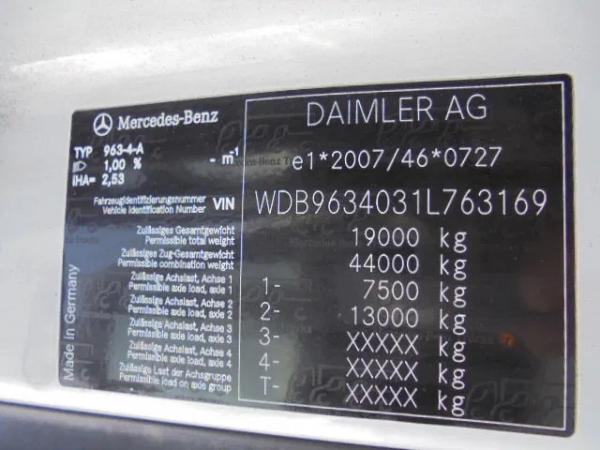 Mercedes-Benz
DAIMLER AG
TYP 963-4-A
1,00 % - m-1
iHA= 2,53
e1*2007/46*0727
Fahrzeugidentifizierungsnummer
Vehicle Identification Number VIN WDB9634031L763169
Zulässiges Gesamtgewicht
Permissible total weight 19000 kg
Zulässiges Zug-Gesamtgewicht
Permissible combination weight 44000 kg
Zulässige Achslast, Achse 1
Permissible axle load, axle 1 1- 7500 kg
Zulässige Achslast, Achse 2
Permissible axle load, axle 2 2- 13000 kg
Zulässige Achslast, Achse 3
Permissible axle load, axle 3 3- XXXXX kg
Zulässige Achslast, Achse 4
Permissible axle load, axle 4 4- XXXXX kg
Zulässige Last der Achsgruppe
Permissible load on axle group T- XXXXX kg
Made in Germany